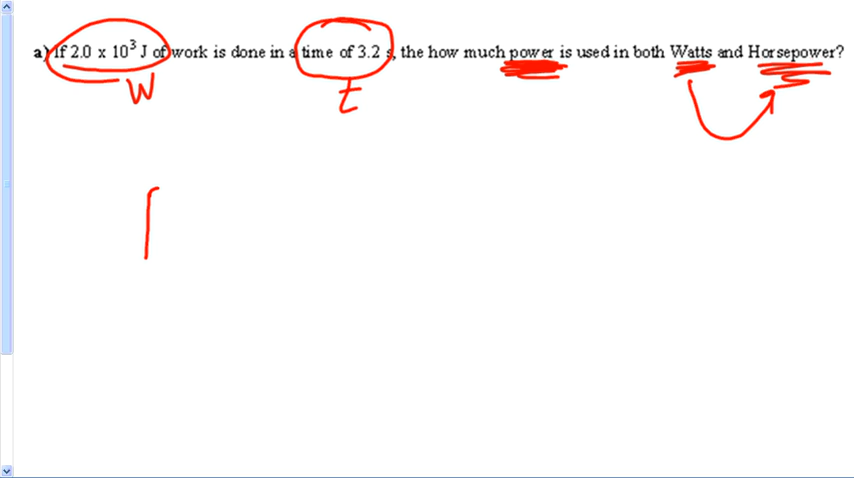 a) If 2.0 x 10³ J of work is done in a time of 3.2 s, the how much power is used in both Watts and Horsepower?
W t